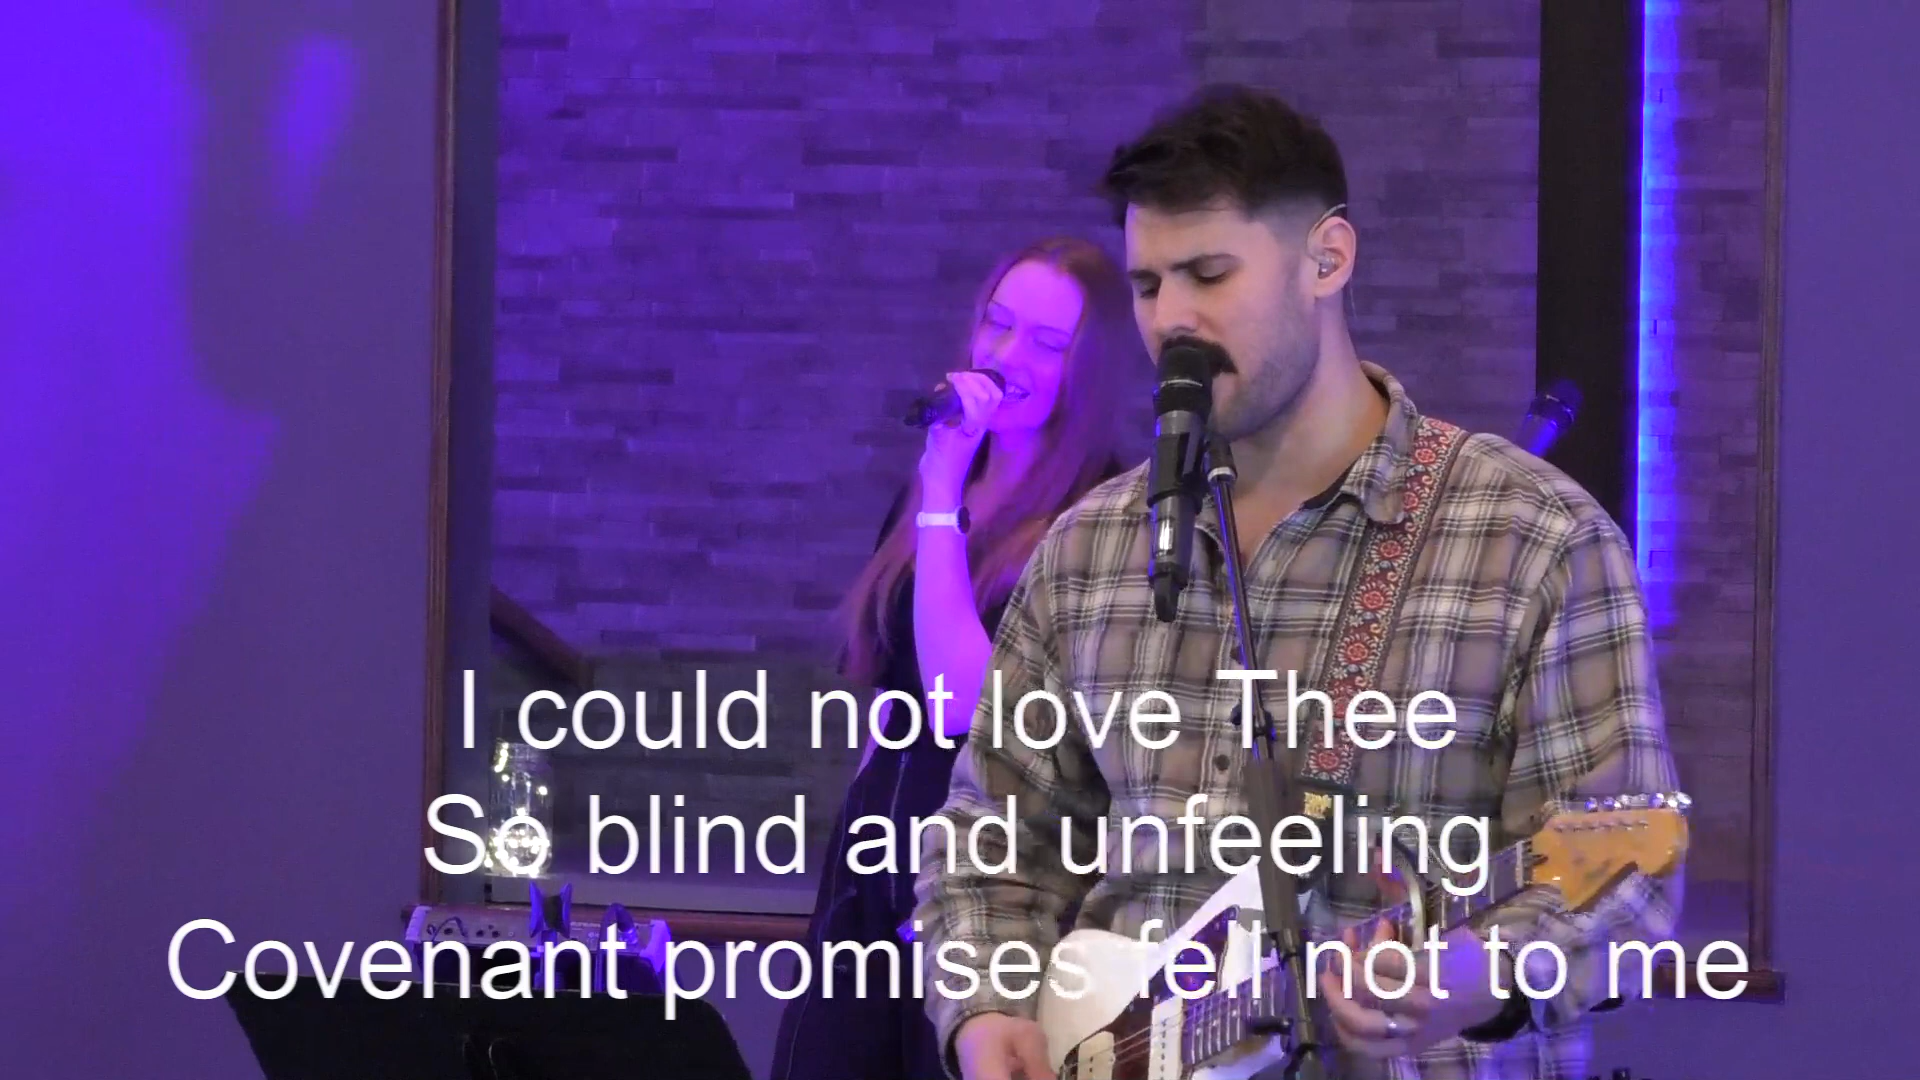 I could not love Thee
So blind and unfeeling
Covenant promises fell not to me